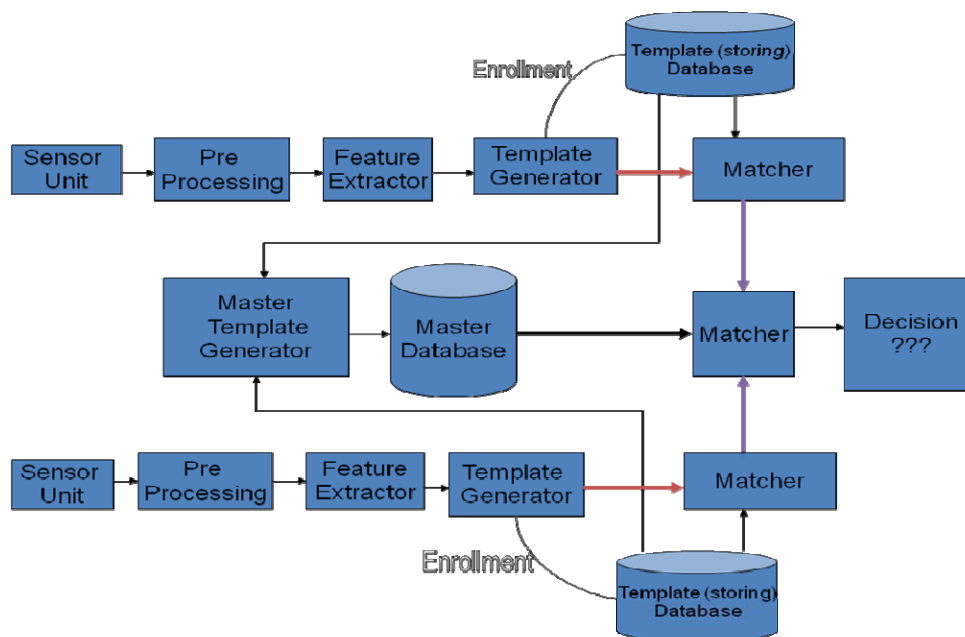 Enrollment
Template (storing)
Database
Sensor
Unit
Pre
Processing
Feature
Extractor
Template
Generator
Matcher
Master
Template
Generator
Master
Database
Matcher
Decision
???
Sensor
Unit
Pre
Processing
Feature
Extractor
Template
Generator
Matcher
Enrollment
Template (storing)
Database